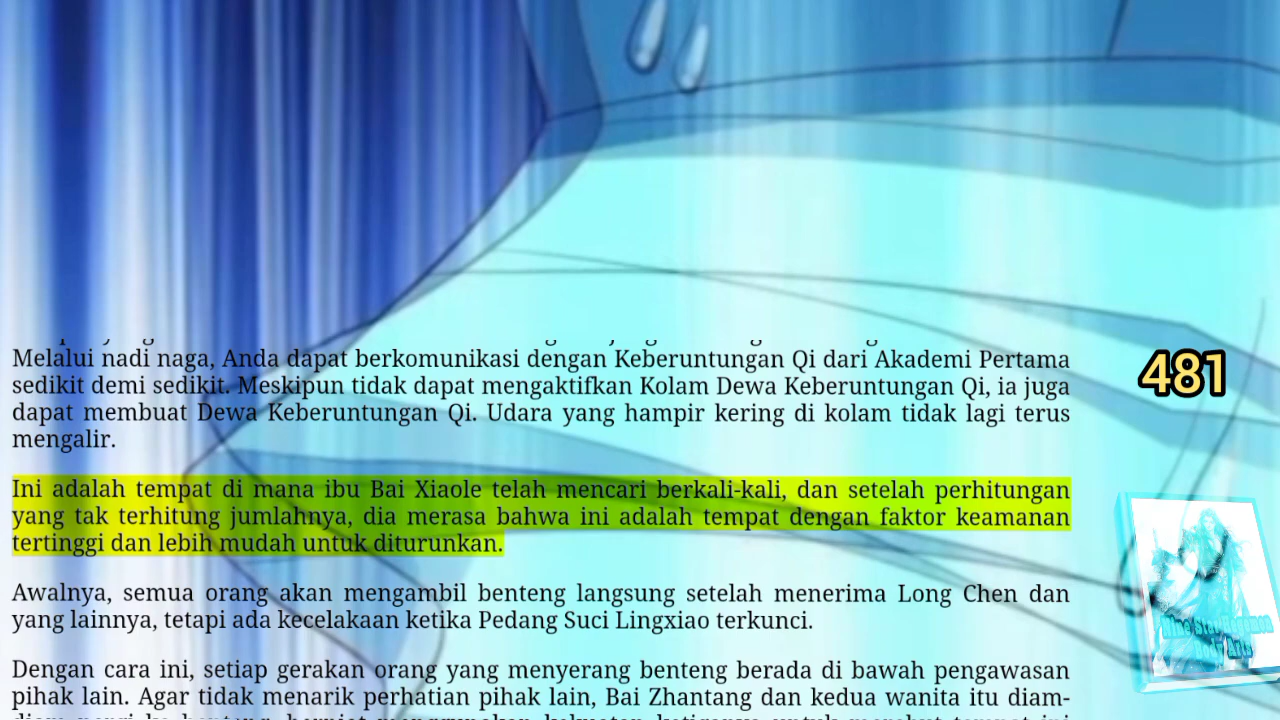 Melalui nadi naga, Anda dapat berkomunikasi dengan Keberuntungan Qi dari Akademi Pertama
sedikit demi sedikit. Meskipun tidak dapat mengaktifkan Kolam Dewa Keberuntungan Qi, ia juga
dapat membuat Dewa Keberuntungan Qi. Udara yang hampir kering di kolam tidak lagi terus
mengalir.
Ini adalah tempat di mana ibu Bai Xiaole telah mencari berkali-kali, dan setelah perhitungan
yang tak terhitung jumlahnya, dia merasa bahwa ini adalah tempat dengan faktor keamanan
tertinggi dan lebih mudah untuk diturunkan.
Awalnya, semua orang akan mengambil benteng langsung setelah menerima Long Chen dan
yang lainnya, tetapi ada kecelakaan ketika Pedang Suci Lingxiao terkunci.
Dengan cara ini, setiap gerakan orang yang menyerang benteng berada di bawah pengawasan
pihak lain. Agar tidak menarik perhatian pihak lain, Bai Zhantang dan kedua wanita itu diam-
481